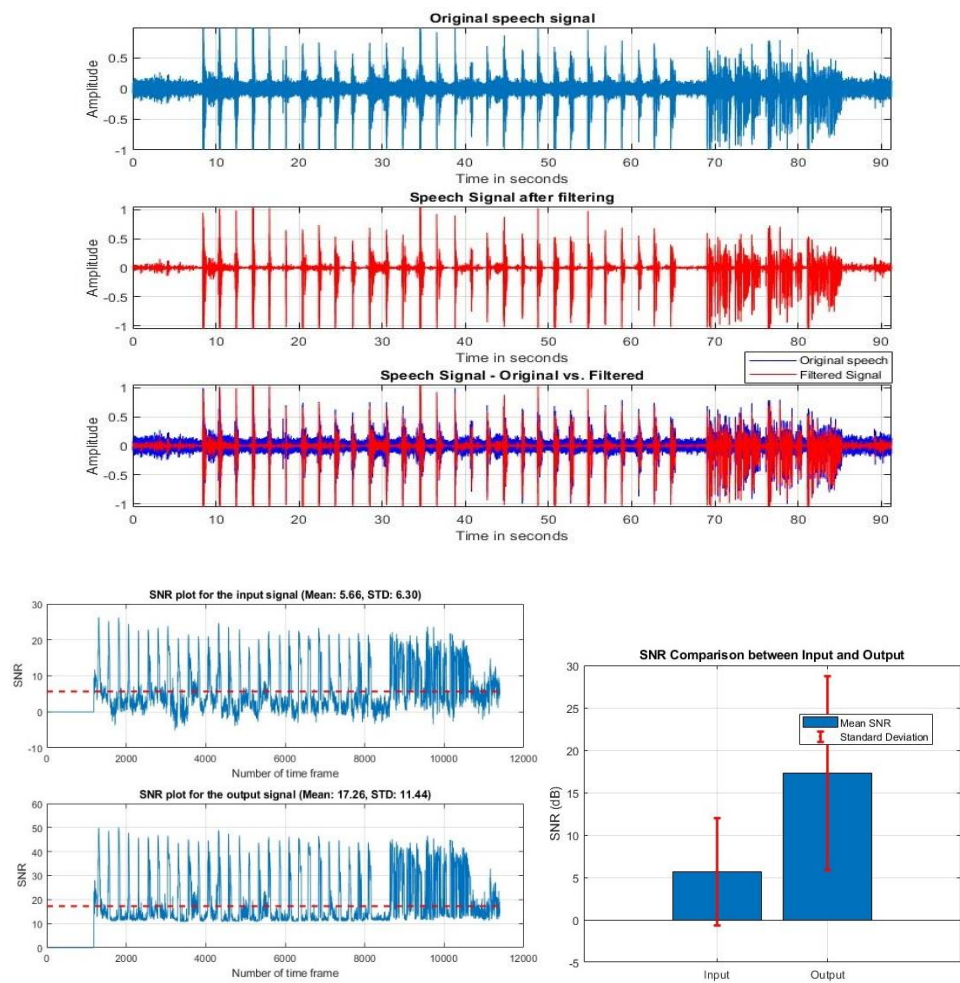 Original speech signal
Amplitude
0.5
0
-0.5
-1
0 10 20 30 40 50 60 70 80 90
Time in seconds
Speech Signal after filtering
Amplitude
1
0.5
0
-0.5
-1
0 10 20 30 40 50 60 70 80 90
Time in seconds
Original speech
Filtered Signal
Speech Signal - Original vs. Filtered
Amplitude
1
0.5
0
-0.5
-1
0 10 20 30 40 50 60 70 80 90
Time in seconds
SNR plot for the input signal (Mean: 5.66, STD: 6.30)
SNR
30
20
10
0
-10
0 2000 4000 6000 8000 10000 12000
Number of time frame
SNR plot for the output signal (Mean: 17.26, STD: 11.44)
SNR
60
50
40
30
20
10
0
0 2000 4000 6000 8000 10000 12000
Number of time frame
SNR Comparison between Input and Output
SNR (dB)
30
25
20
15
10
5
0
-5
Mean SNR
Standard Deviation
Input Output